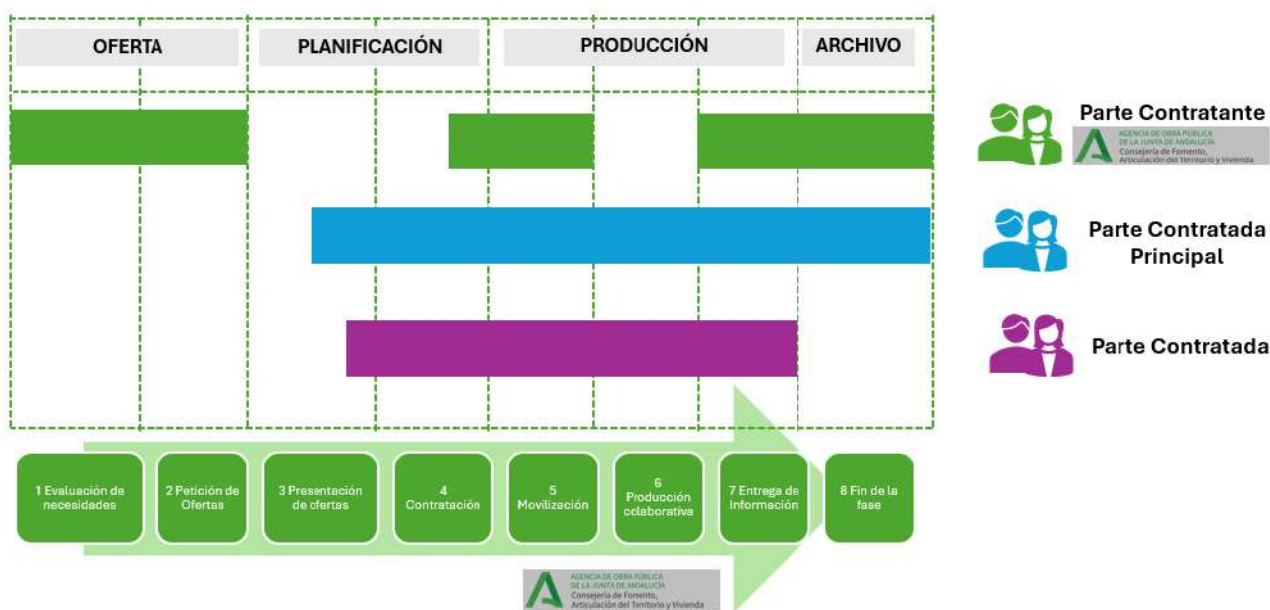 OFERTA
PLANIFICACIÓN
PRODUCCIÓN
ARCHIVO
Parte Contratante
AGENCIA DE OBRA PÚBLICA
DE LA JUNTA DE ANDALUCÍA
Consejería de Fomento,
Articulación del Territorio y Vivienda
Parte Contratada
Principal
Parte Contratada
1 Evaluación de
necesidades
2 Petición de
Ofertas
3 Presentación
de ofertas
4
Contratación
5
Movilización
6
Producción
colaborativa
7 Entrega de
Información
8 Fin de la
fase
AGENCIA DE OBRA PÚBLICA
DE LA JUNTA DE ANDALUCÍA
Consejería de Fomento,
Articulación del Territorio y Vivienda